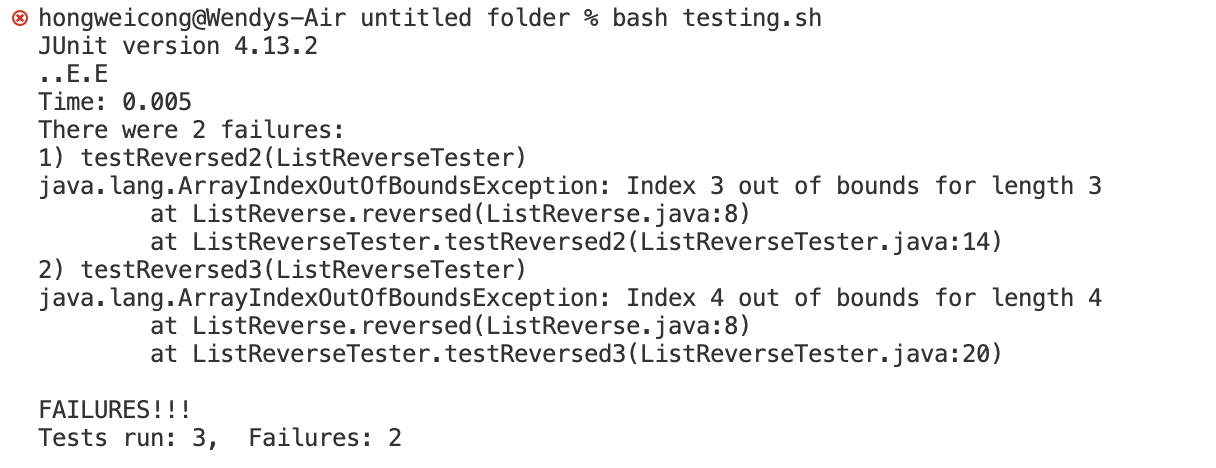 hongweicong@Wendys-Air untitled folder % bash testing.sh
JUnit version 4.13.2
..E.E
Time: 0.005
There were 2 failures:
1) testReversed2(ListReverseTester)
java.lang.ArrayIndexOutOfBoundsException: Index 3 out of bounds for length 3
        at ListReverse.reversed(ListReverse.java:8)
        at ListReverseTester.testReversed2(ListReverseTester.java:14)
2) testReversed3(ListReverseTester)
java.lang.ArrayIndexOutOfBoundsException: Index 4 out of bounds for length 4
        at ListReverse.reversed(ListReverse.java:8)
        at ListReverseTester.testReversed3(ListReverseTester.java:20)

FAILURES!!!
Tests run: 3,  Failures: 2